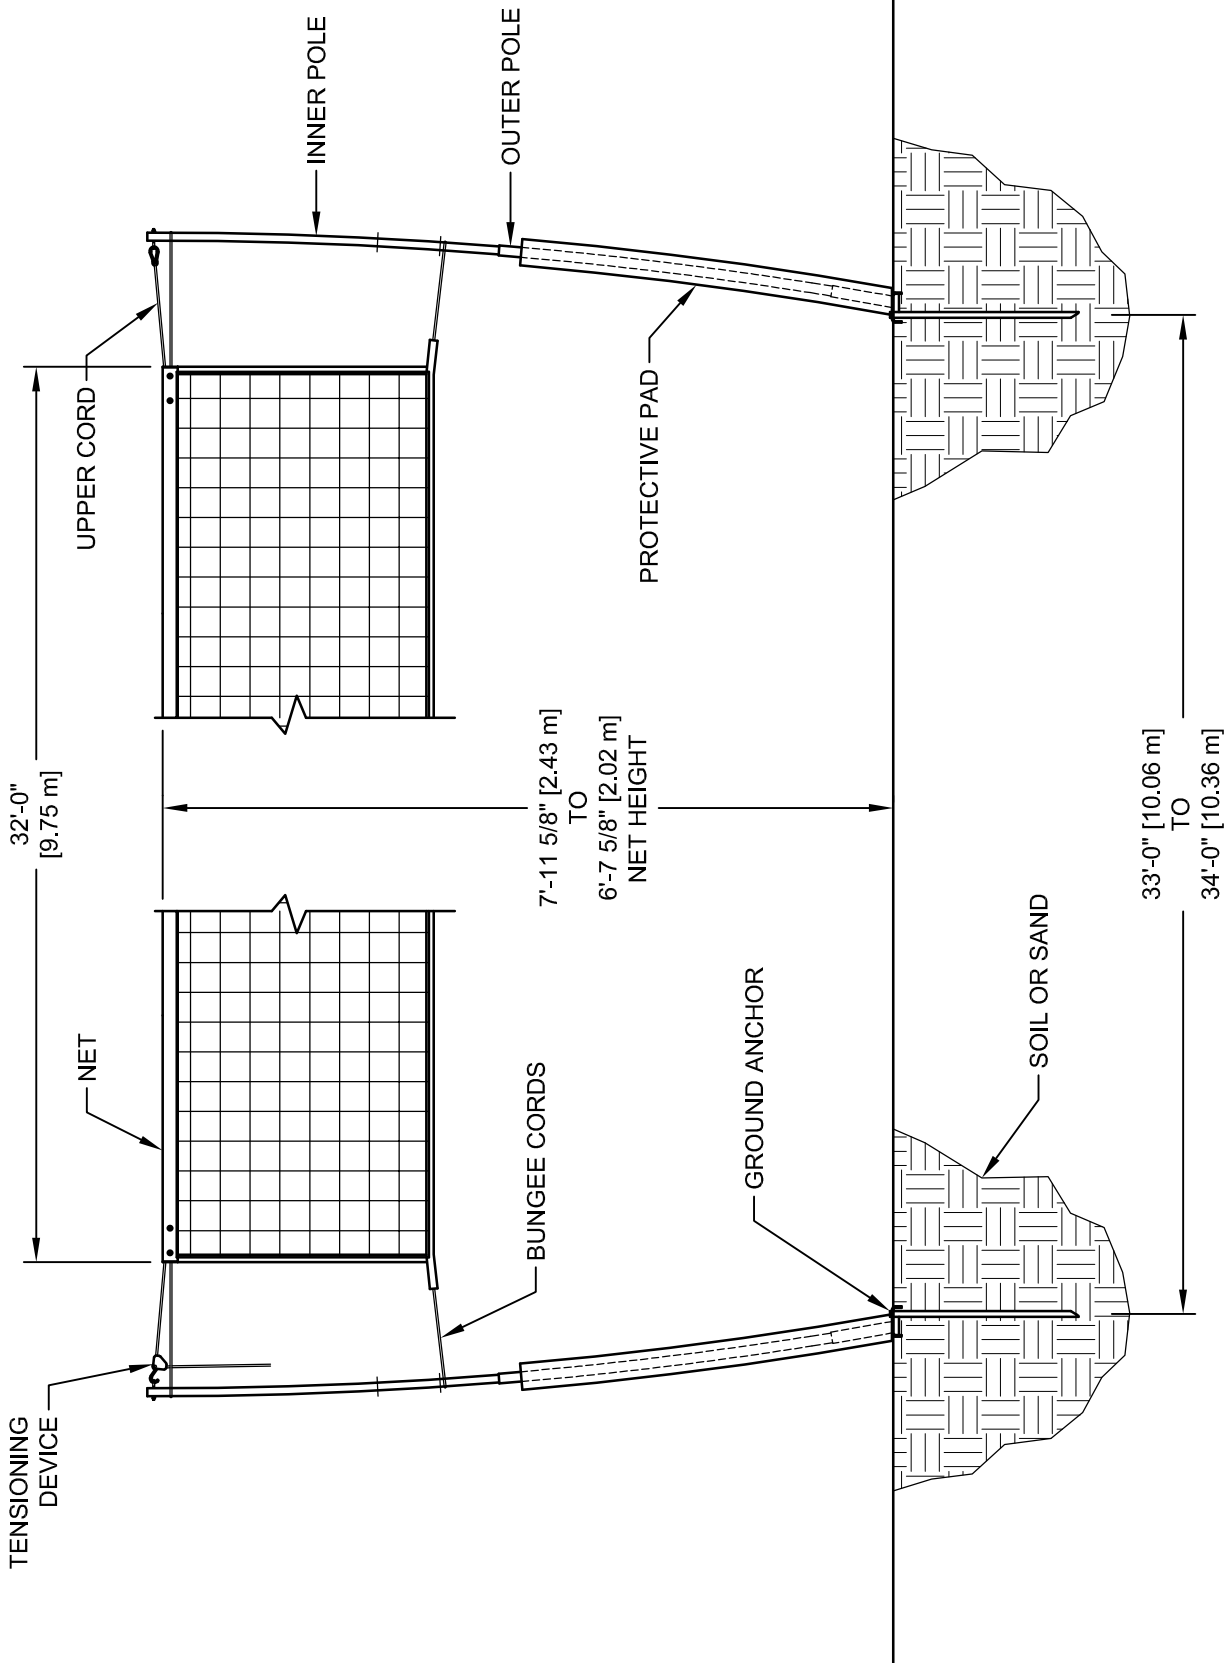 TENSIONING
DEVICE
NET
32'-0"
[9.75 m]
UPPER CORD
INNER POLE
OUTER POLE
BUNGEE CORDS
7'-11 5/8" [2.43 m]
TO
6'-7 5/8" [2.02 m]
NET HEIGHT
PROTECTIVE PAD
GROUND ANCHOR
SOIL OR SAND
33'-0" [10.06 m]
TO
34'-0" [10.36 m]